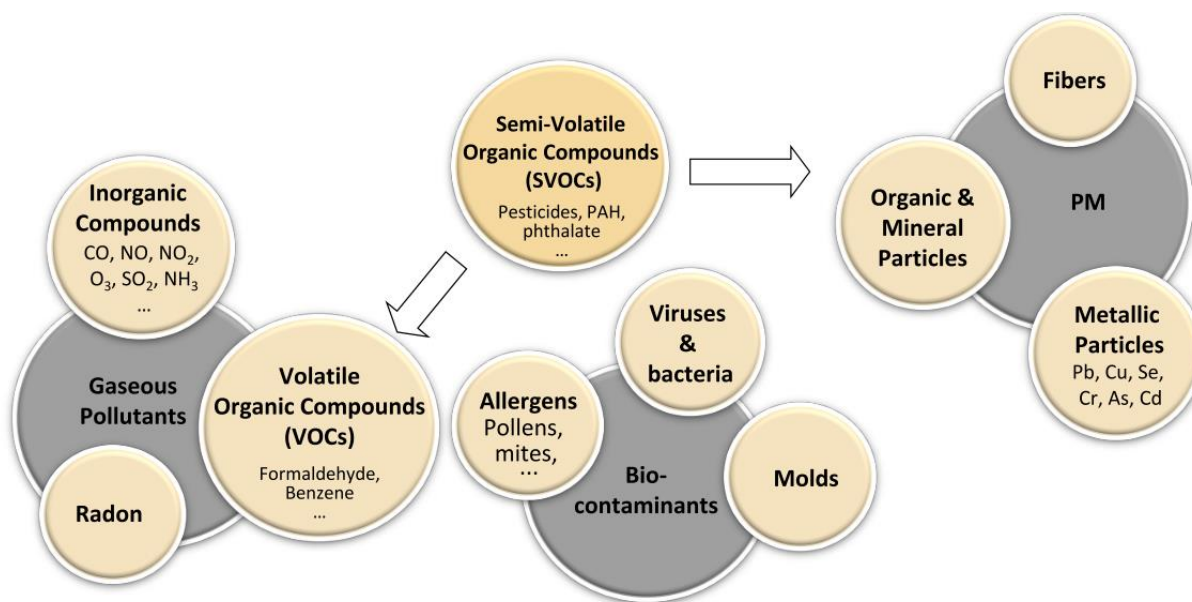 Semi-Volatile
Organic Compounds
(SVOCs)
Pesticides, PAH,
phthalate
...
Fibers
PM
Organic &
Mineral
Particles
Metallic
Particles
Pb, Cu, Se,
Cr, As, Cd
Inorganic
Compounds
CO, NO, NO₂,
O₃, SO₂, NH₃
...
Gaseous
Pollutants
Volatile
Organic Compounds
(VOCs)
Formaldehyde,
Benzene
...
Radon
Viruses
&
bacteria
Allergens
Pollens,
mites,
...
Bio-
contaminants
Molds